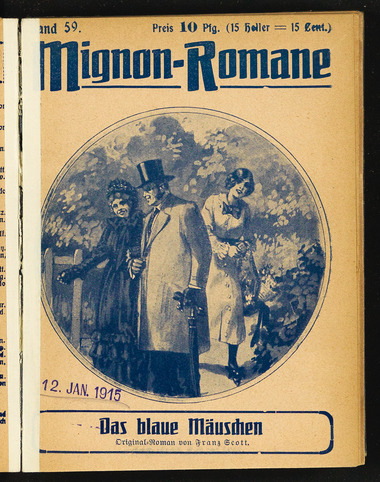 Band 59. Preis 10 Pfg. (15 Heller = 15 Cent.)
Mignon-Romane
12. JAN. 1915
Das blaue Mäuschen
Original-Roman von Franz Scott.